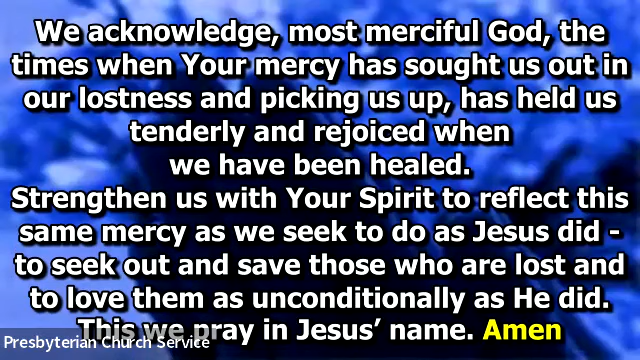 We acknowledge, most merciful God, the
times when Your mercy has sought us out in
our lostness and picking us up, has held us
tenderly and rejoiced when
we have been healed.
Strengthen us with Your Spirit to reflect this
same mercy as we seek to do as Jesus did -
to seek out and save those who are lost and
to love them as unconditionally as He did.
This we pray in Jesus’ name. Amen
Presbyterian Church Service